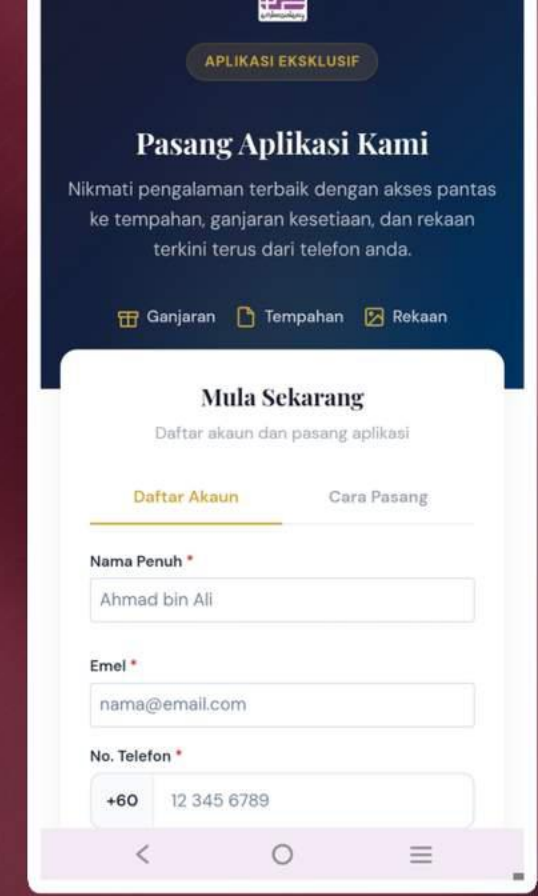 APLIKASI EKSKLUSIF
Pasang Aplikasi Kami
Nikmati pengalaman terbaik dengan akses pantas
ke tempahan, ganjaran kesetiaan, dan rekaan
terkini terus dari telefon anda.
Ganjaran Tempahan Rekaan
Mula Sekarang
Daftar akaun dan pasang aplikasi
Daftar Akaun Cara Pasang
Nama Penuh *
Ahmad bin Ali
Emel *
nama@email.com
No. Telefon *
+60 12 345 6789